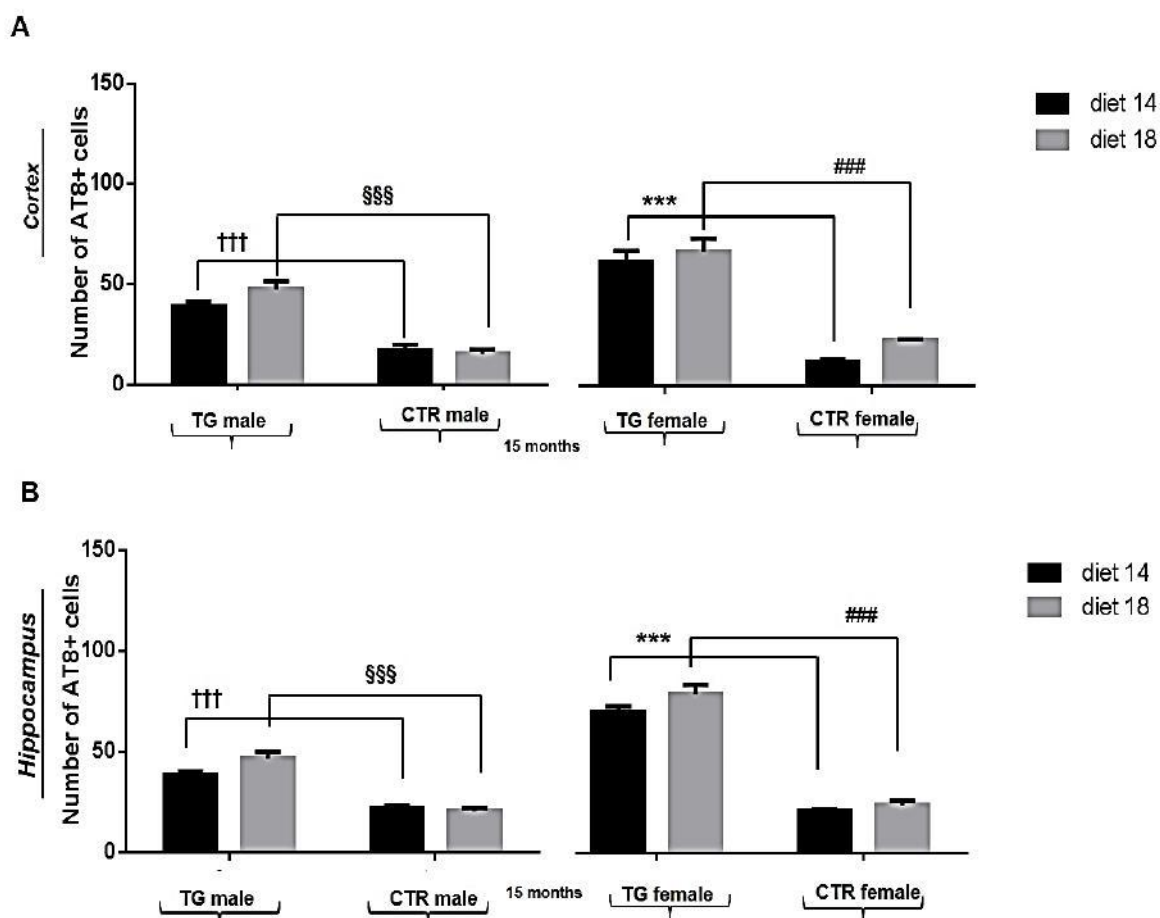 A
Cortex
Number of AT8+ cells
150
100
50
0
†††
§§§
***
###
diet 14
diet 18
TG male
CTR male
15 months
TG female
CTR female
B
Hippocampus
Number of AT8+ cells
150
100
50
0
†††
§§§
***
###
diet 14
diet 18
TG male
CTR male
15 months
TG female
CTR female